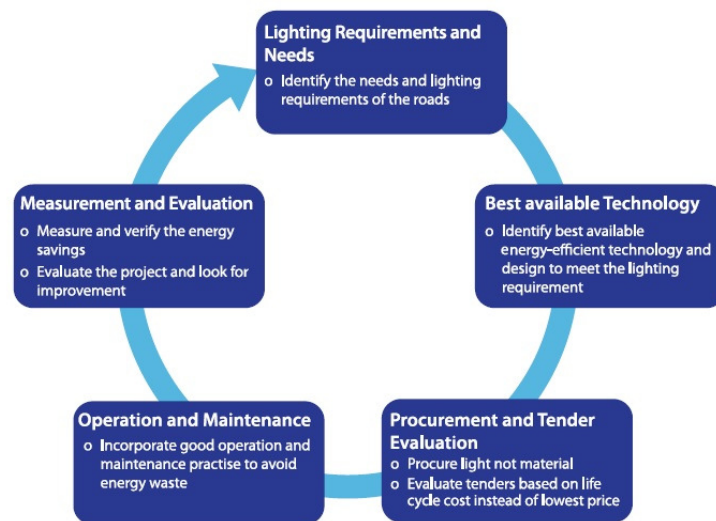 Lighting Requirements and
Needs
o Identify the needs and lighting
requirements of the roads
Best available Technology
o Identify best available
energy-efficient technology and
design to meet the lighting
requirement
Procurement and Tender
Evaluation
o Procure light not material
o Evaluate tenders based on life
cycle cost instead of lowest price
Operation and Maintenance
o Incorporate good operation and
maintenance practise to avoid
energy waste
Measurement and Evaluation
o Measure and verify the energy
savings
o Evaluate the project and look for
improvement